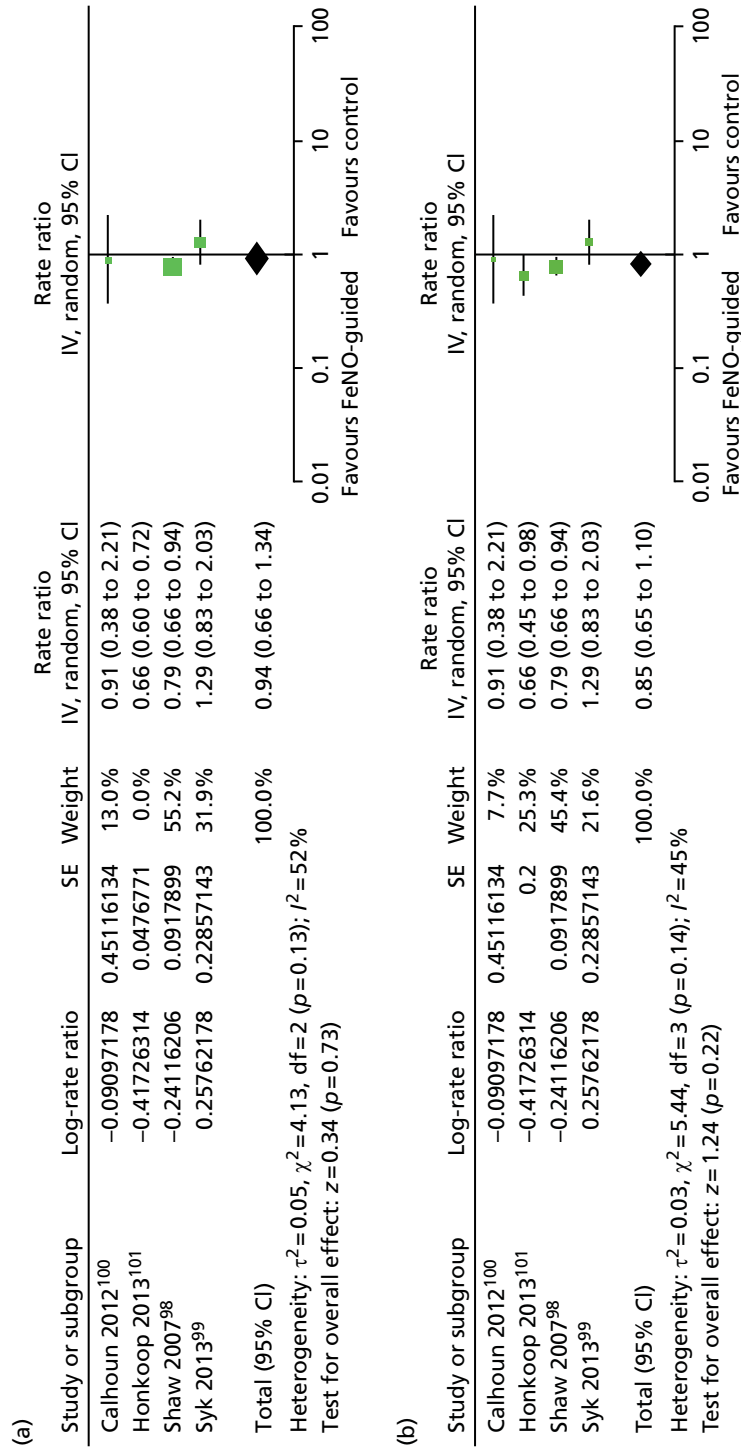 (a)
Rate ratio Rate ratio
Study or subgroup Log-rate ratio SE Weight IV, random, 95% CI IV, random, 95% CI
Calhoun 2012¹⁰⁰ −0.09097178 0.45116134 13.0% 0.91 (0.38 to 2.21)
Honkoop 2013¹⁰¹ −0.41726314 0.0476771 0.0% 0.66 (0.60 to 0.72)
Shaw 2007⁹⁸ −0.24116206 0.0917899 55.2% 0.79 (0.66 to 0.94)
Syk 2013⁹⁹ 0.25762178 0.22857143 31.9% 1.29 (0.83 to 2.03)
Total (95% CI) 100.0% 0.94 (0.66 to 1.34)
Heterogeneity: τ²=0.05, χ²=4.13, df=2 (p=0.13); I²=52%
Test for overall effect: z=0.34 (p=0.73)
0.01 0.1 1 10 100
Favours FeNO-guided Favours control
(b)
Rate ratio Rate ratio
Study or subgroup Log-rate ratio SE Weight IV, random, 95% CI IV, random, 95% CI
Calhoun 2012¹⁰⁰ −0.09097178 0.45116134 7.7% 0.91 (0.38 to 2.21)
Honkoop 2013¹⁰¹ −0.41726314 0.2 25.3% 0.66 (0.45 to 0.98)
Shaw 2007⁹⁸ −0.24116206 0.0917899 45.4% 0.79 (0.66 to 0.94)
Syk 2013⁹⁹ 0.25762178 0.22857143 21.6% 1.29 (0.83 to 2.03)
Total (95% CI) 100.0% 0.85 (0.65 to 1.10)
Heterogeneity: τ²=0.03, χ²=5.44, df=3 (p=0.14); I²=45%
Test for overall effect: z=1.24 (p=0.22)
0.01 0.1 1 10 100
Favours FeNO-guided Favours control